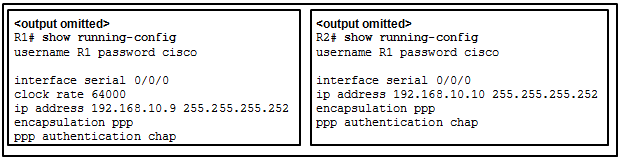 <output omitted>
R1# show running-config
username R1 password cisco
interface serial 0/0/0
clock rate 64000
ip address 192.168.10.9 255.255.255.252
encapsulation ppp
ppp authentication chap
<output omitted>
R2# show running-config
username R1 password cisco
interface serial 0/0/0
ip address 192.168.10.10 255.255.255.252
encapsulation ppp
ppp authentication chap